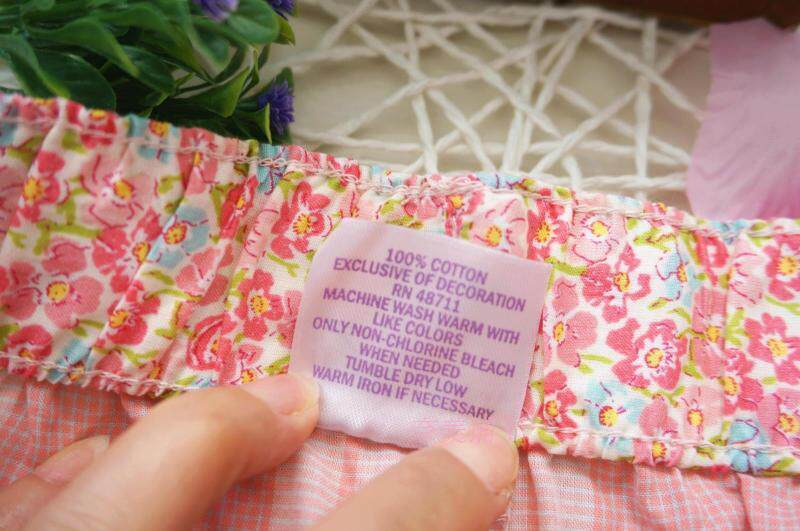 100% COTTON
EXCLUSIVE OF DECORATION
RN 48711
MACHINE WASH WARM WITH
LIKE COLORS
ONLY NON-CHLORINE BLEACH
WHEN NEEDED
TUMBLE DRY LOW
WARM IRON IF NECESSARY